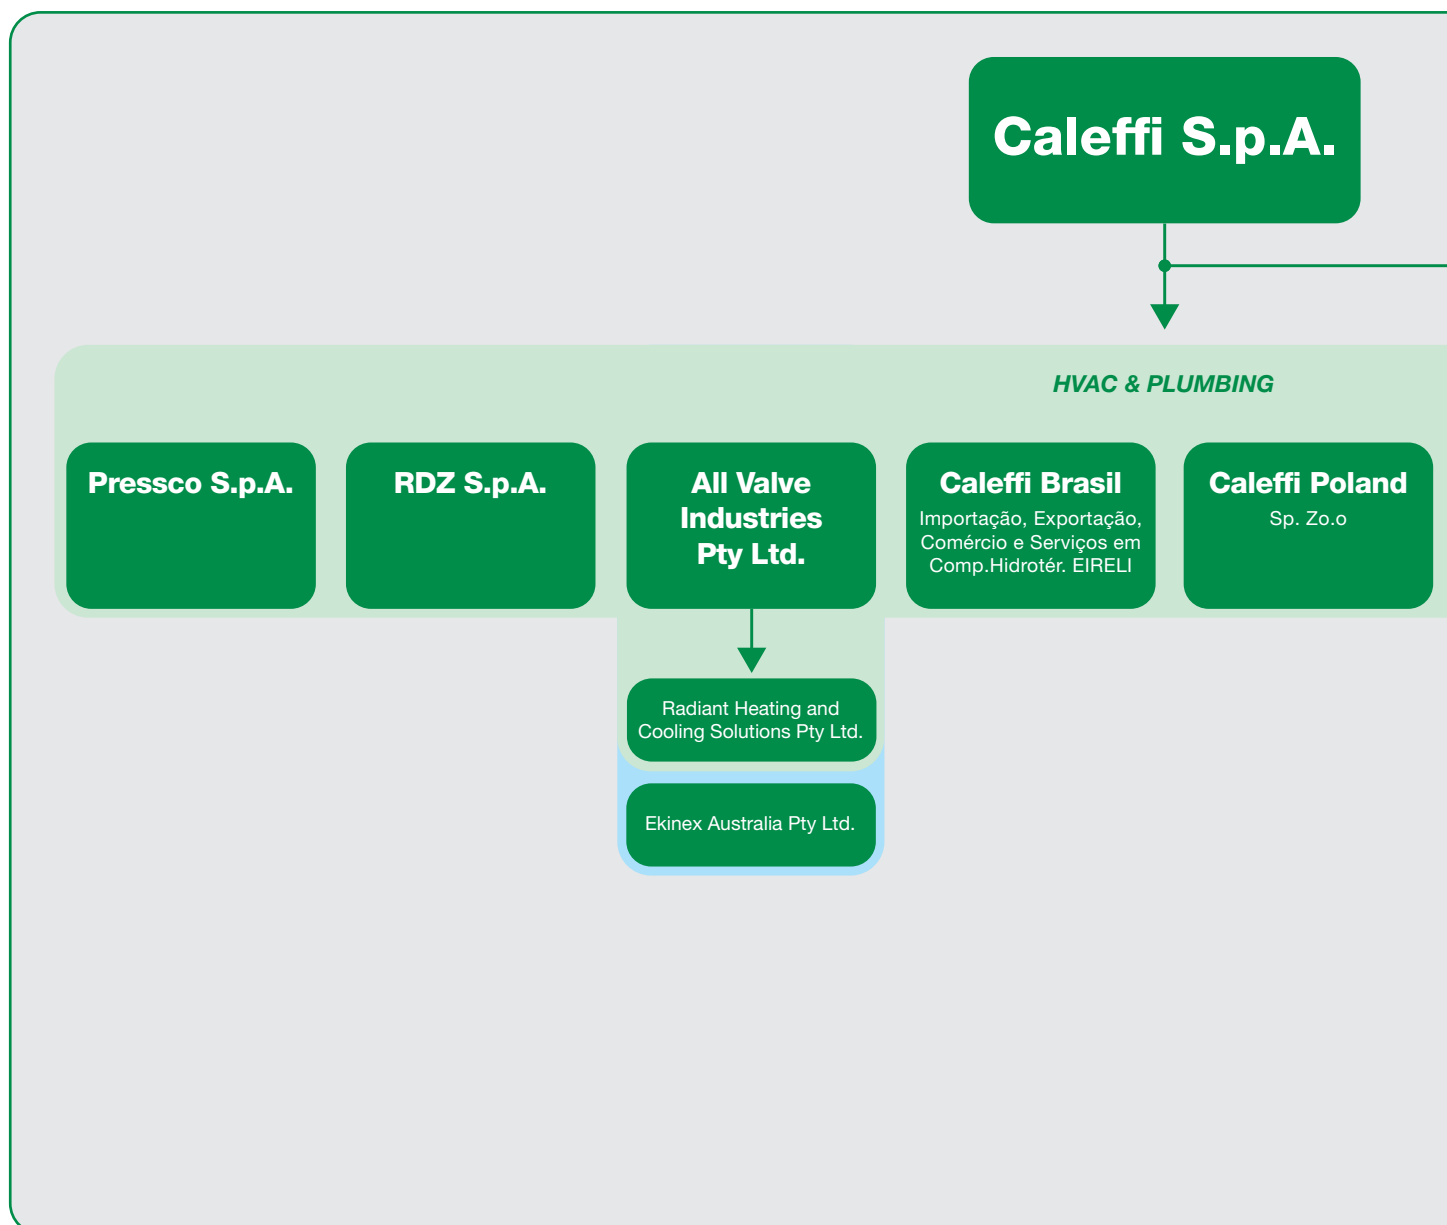 Caleffi S.p.A.
HVAC & PLUMBING
Pressco S.p.A.
RDZ S.p.A.
All Valve
Industries
Pty Ltd.
Caleffi Brasil
Importação, Exportação,
Comércio e Serviços em
Comp.Hidrotér. EIRELI
Caleffi Poland
Sp. Zo.o
Radiant Heating and
Cooling Solutions Pty Ltd.
Ekinex Australia Pty Ltd.